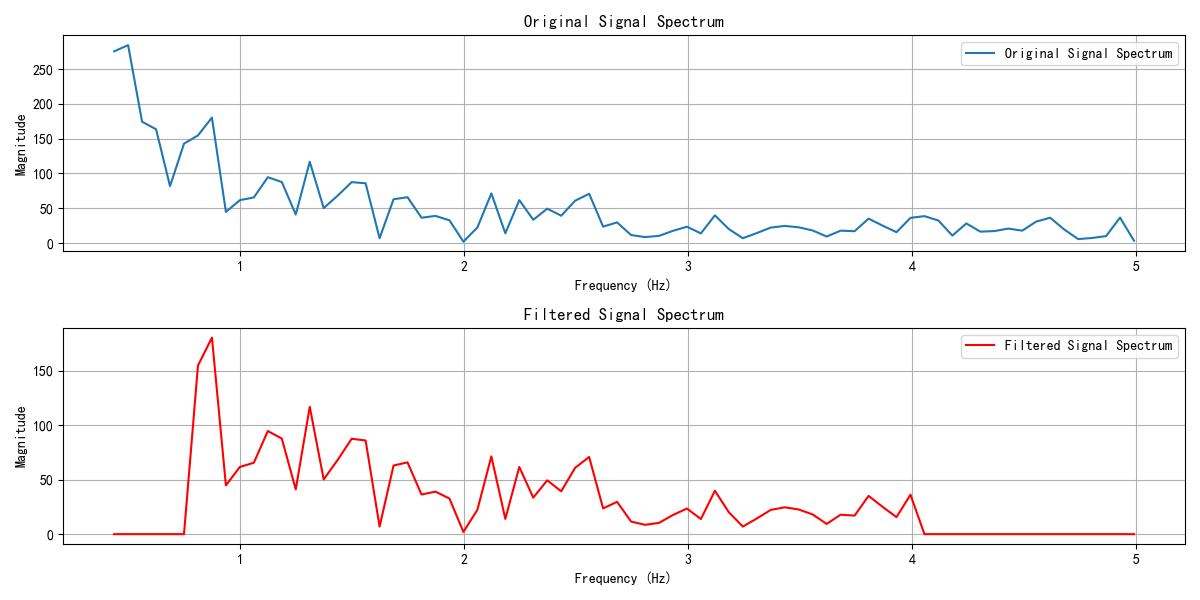 Original Signal Spectrum
Original Signal Spectrum
250
200
150
100
50
0
Magnitude
1 2 3 4 5
Frequency (Hz)
Filtered Signal Spectrum
Filtered Signal Spectrum
150
100
50
0
Magnitude
1 2 3 4 5
Frequency (Hz)